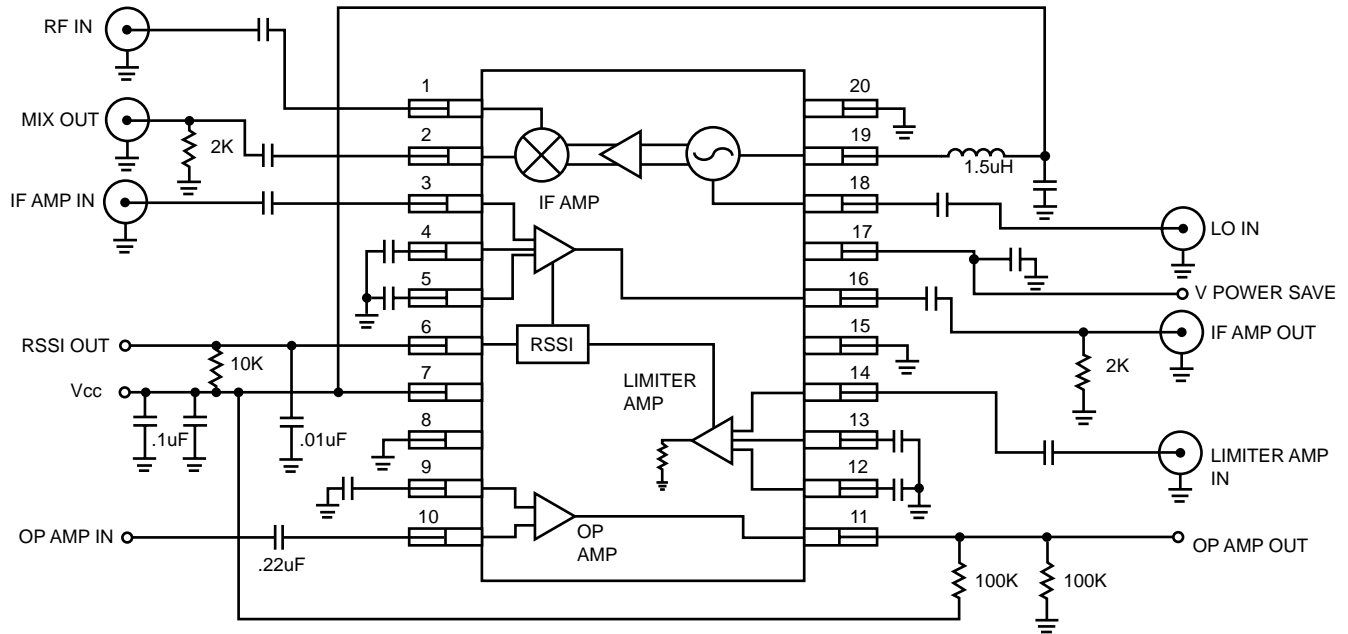 RF IN
MIX OUT
2K
IF AMP IN
RSSI OUT
10K
Vcc
.1uF
.01uF
OP AMP IN
.22uF
1
2
3
4
5
6
7
8
9
10
IF AMP
RSSI
LIMITER
AMP
OP
AMP
20
19
18
17
16
15
14
13
12
11
1.5uH
LO IN
V POWER SAVE
IF AMP OUT
2K
LIMITER AMP
IN
OP AMP OUT
100K
100K